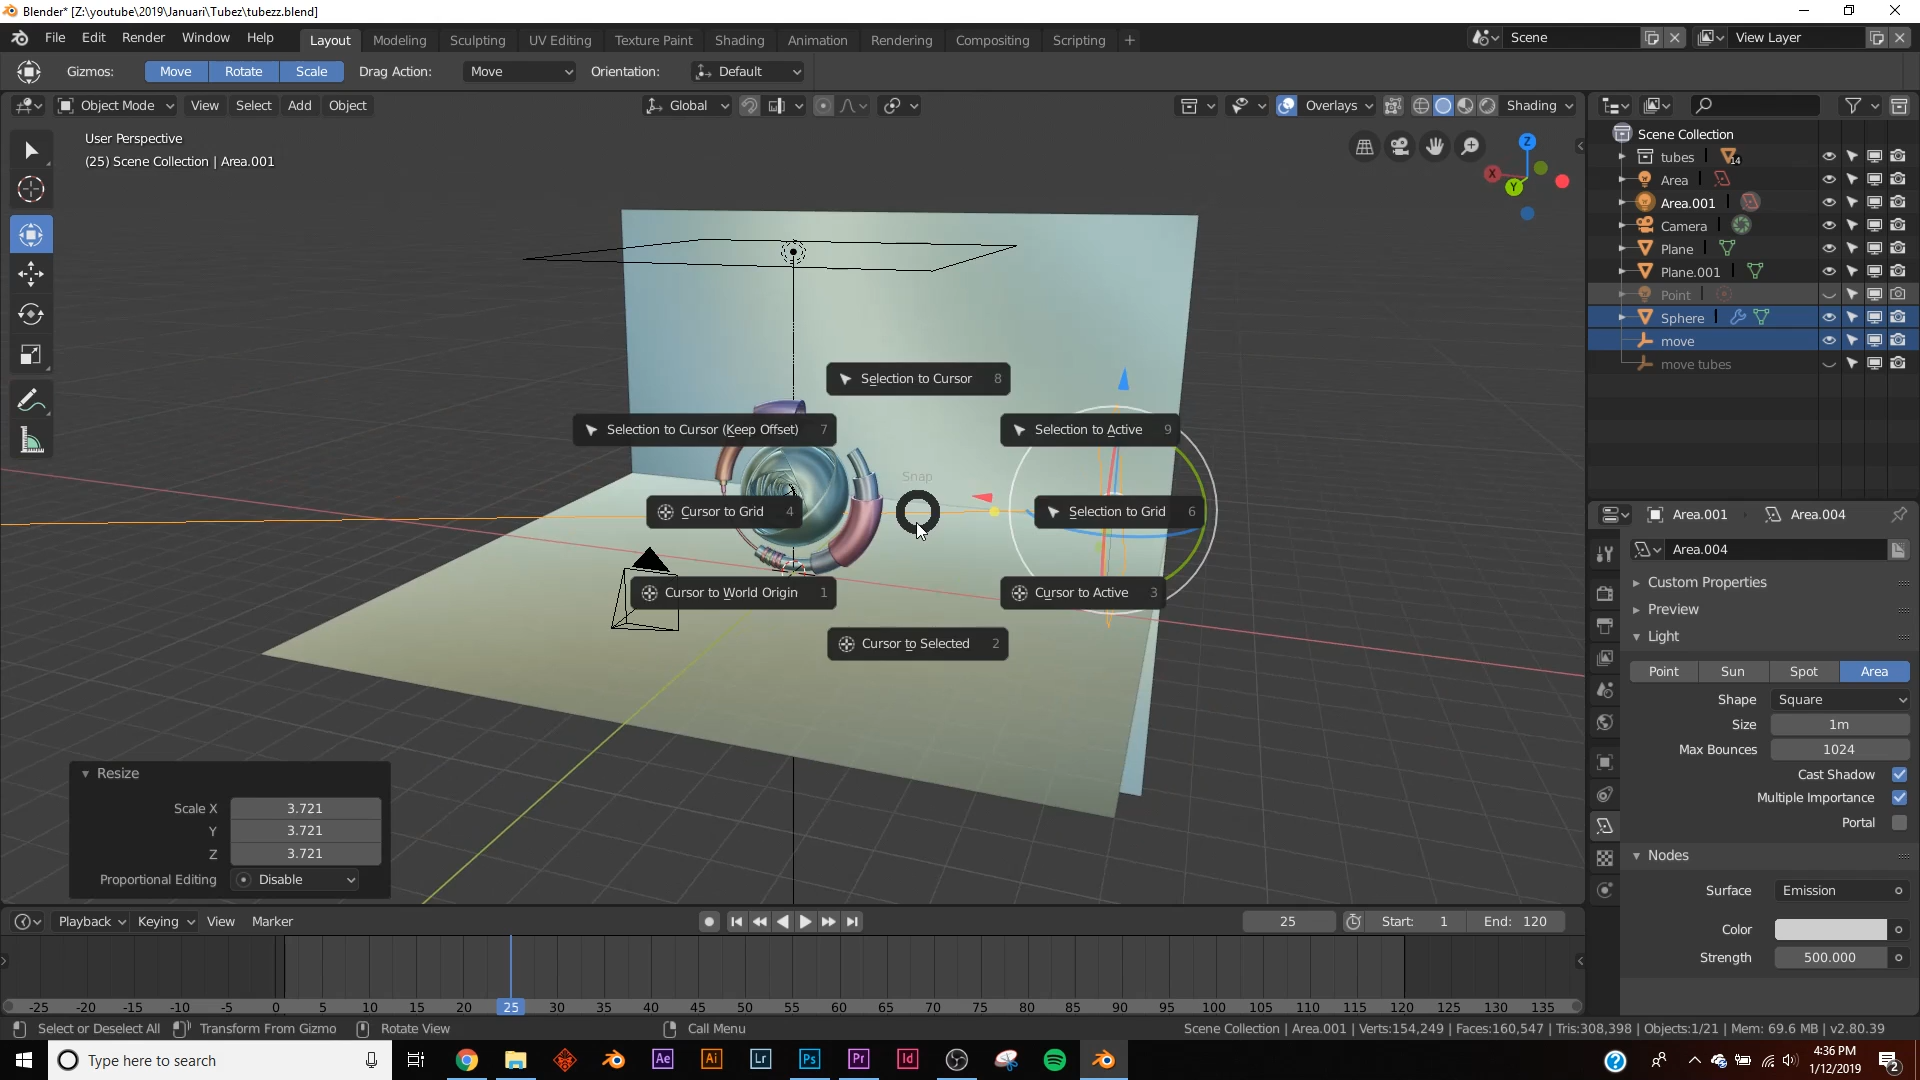 Blender* [Z:\youtube\2019\Januari\Tubez\tubezz.blend]
File Edit Render Window Help Layout Modeling Sculpting UV Editing Texture Paint Shading Animation Rendering Compositing Scripting + Scene View Layer
Gizmos: Move Rotate Scale Drag Action: Move Orientation: Default
Object Mode View Select Add Object Global Overlays Shading
User Perspective
(25) Scene Collection | Area.001
Z
X
Y
Scene Collection
tubes 14
Area
Area.001
Camera
Plane
Plane.001
Point
Sphere
move
move tubes
Selection to Cursor 8
Selection to Cursor (Keep Offset) 7
Selection to Active 9
Snap
Cursor to Grid 4
Selection to Grid 6
Cursor to World Origin 1
Cursor to Active 3
Cursor to Selected 2
Area.001 Area.004
Area.004
Custom Properties
Preview
Light
Point Sun Spot Area
Shape Square
Size 1m
Max Bounces 1024
Cast Shadow
Multiple Importance
Portal
Nodes
Surface Emission
Color
Strength 500.000
Resize
Scale X 3.721
Y 3.721
Z 3.721
Proportional Editing Disable
Playback Keying View Marker 25 Start: 1 End: 120
-25 -20 -15 -10 -5 0 5 10 15 20 25 30 35 40 45 50 55 60 65 70 75 80 85 90 95 100 105 110 115 120 125 130 135
Select or Deselect All Transform From Gizmo Rotate View Call Menu Scene Collection | Area.001 | Verts:154,249 | Faces:160,547 | Tris:308,398 | Objects:1/21 | Mem: 69.6 MB | v2.80.39
Type here to search Ae Ai Lr Ps Pr Id
4:36 PM
1/12/2019
2